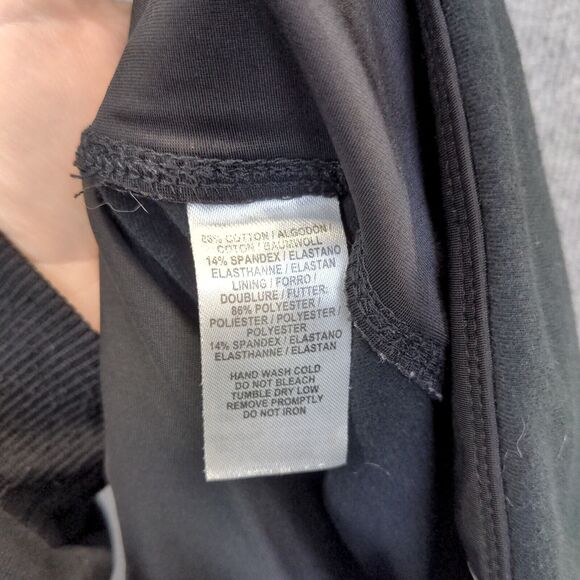 COTTON / ALGODON /
COTON / BAUMWOLL
14% SPANDEX / ELASTANO
ELASTHANNE / ELASTAN
LINING / FORRO /
DOUBLURE / FUTTER:
86% POLYESTER /
POLIÉSTER / POLYESTER /
POLYESTER
14% SPANDEX / ELASTANO
ELASTHANNE / ELASTAN
HAND WASH COLD
DO NOT BLEACH
TUMBLE DRY LOW
REMOVE PROMPTLY
DO NOT IRON